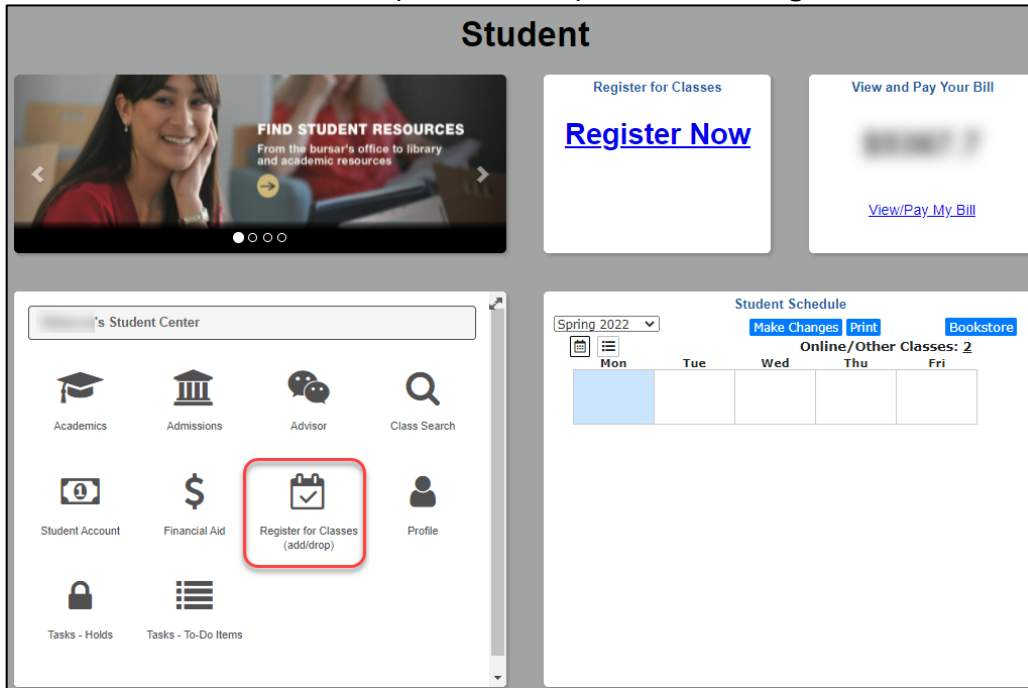 Student
FIND STUDENT RESOURCES
From the bursar's office to library
and academic resources
Register for Classes
Register Now
View and Pay Your Bill
View/Pay My Bill
's Student Center
Academics
Admissions
Advisor
Class Search
Student Account
Financial Aid
Register for Classes
(add/drop)
Profile
Tasks - Holds
Tasks - To-Do Items
Student Schedule
Spring 2022
Make Changes Print Bookstore
Online/Other Classes: 2
Mon Tue Wed Thu Fri